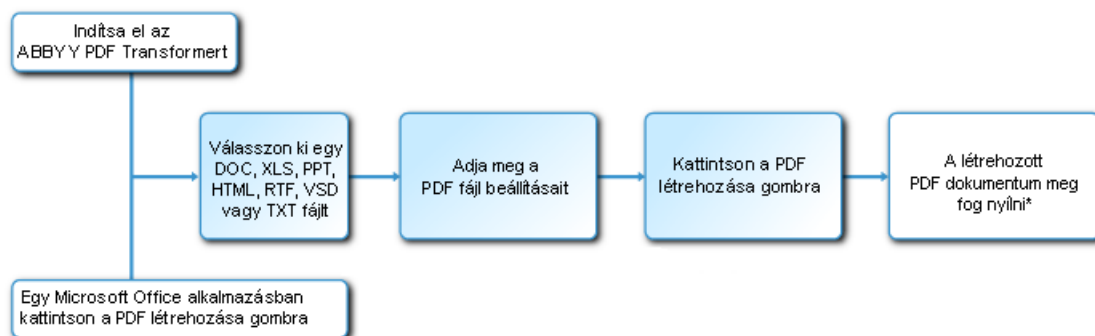 Indítsa el az
ABBYY PDF Transformert
Válasszon ki egy
DOC, XLS, PPT,
HTML, RTF, VSD
vagy TXT fájlt
Adja meg a
PDF fájl beállításait
Kattintson a PDF
létrehozása gombra
A létrehozott
PDF dokumentum meg
fog nyílni*
Egy Microsoft Office alkalmazásban
kattintson a PDF létrehozása gombra